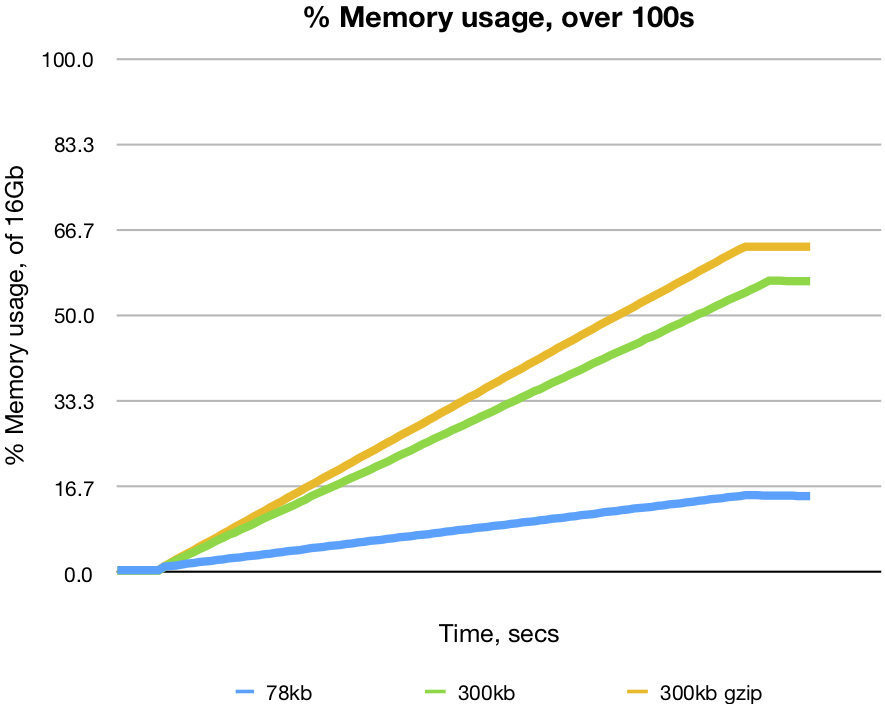 % Memory usage, over 100s
100.0
83.3
66.7
50.0
33.3
16.7
0.0
% Memory usage, of 16Gb
Time, secs
78kb
300kb
300kb gzip